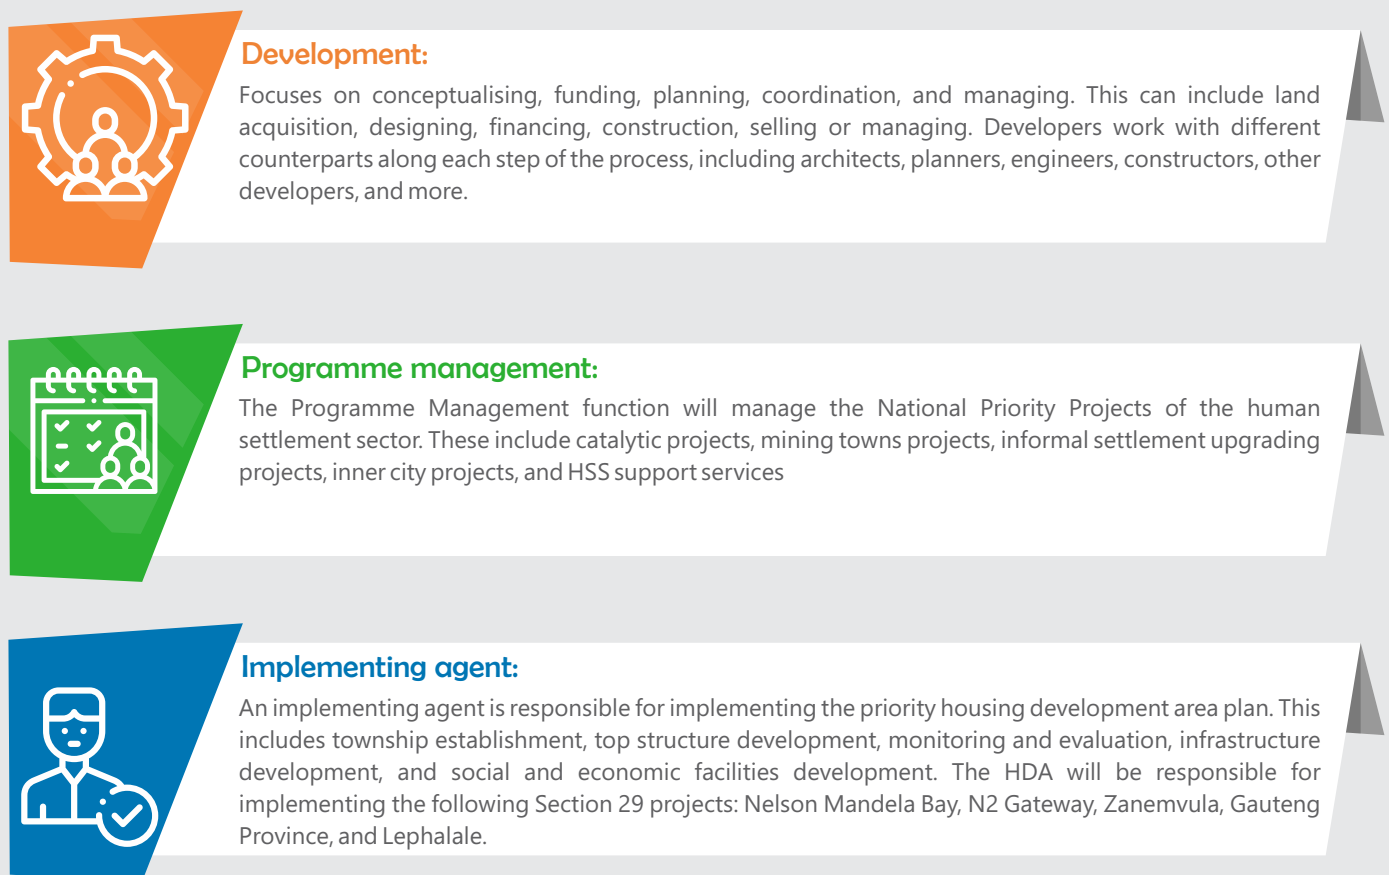 Development:
Focuses on conceptualising, funding, planning, coordination, and managing. This can include land
acquisition, designing, financing, construction, selling or managing. Developers work with different
counterparts along each step of the process, including architects, planners, engineers, constructors, other
developers, and more.
Programme management:
The Programme Management function will manage the National Priority Projects of the human
settlement sector. These include catalytic projects, mining towns projects, informal settlement upgrading
projects, inner city projects, and HSS support services
Implementing agent:
An implementing agent is responsible for implementing the priority housing development area plan. This
includes township establishment, top structure development, monitoring and evaluation, infrastructure
development, and social and economic facilities development. The HDA will be responsible for
implementing the following Section 29 projects: Nelson Mandela Bay, N2 Gateway, Zanemvula, Gauteng
Province, and Lephalale.